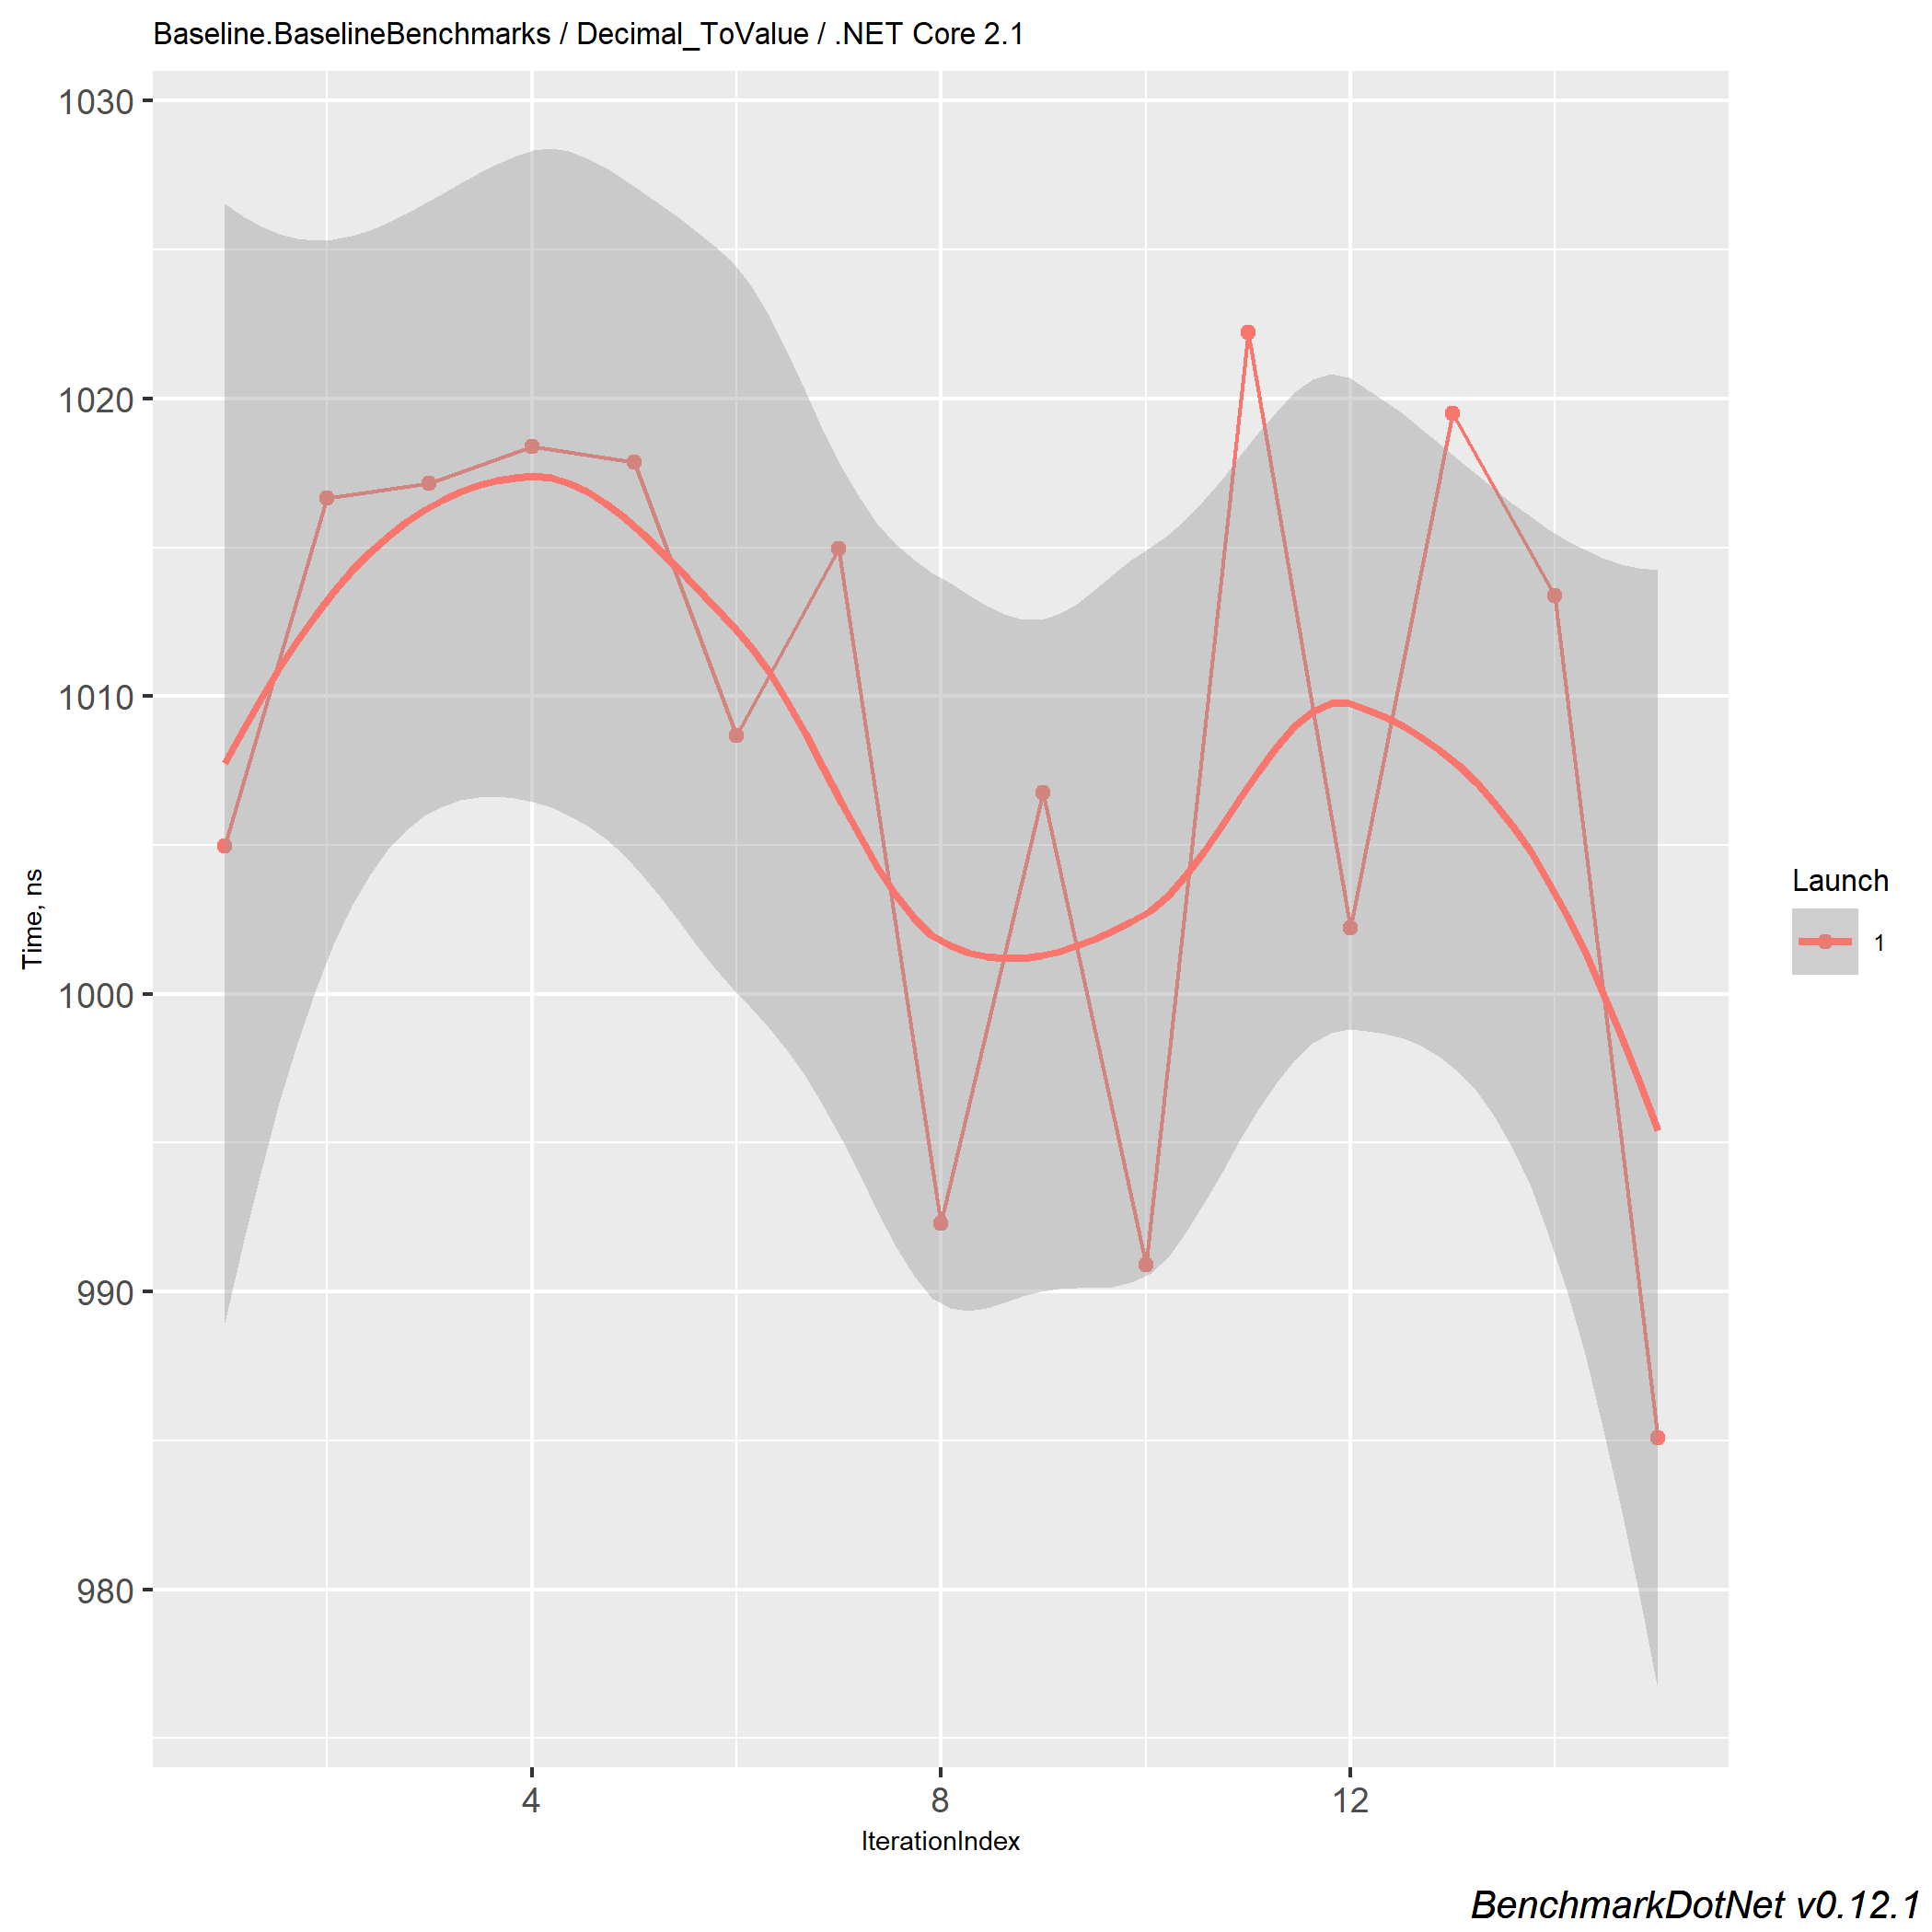 Baseline.BaselineBenchmarks / Decimal_ToValue / .NET Core 2.1
1030
1020
1010
1000
990
980
Time, ns
4
8
12
IterationIndex
Launch
1
BenchmarkDotNet v0.12.1